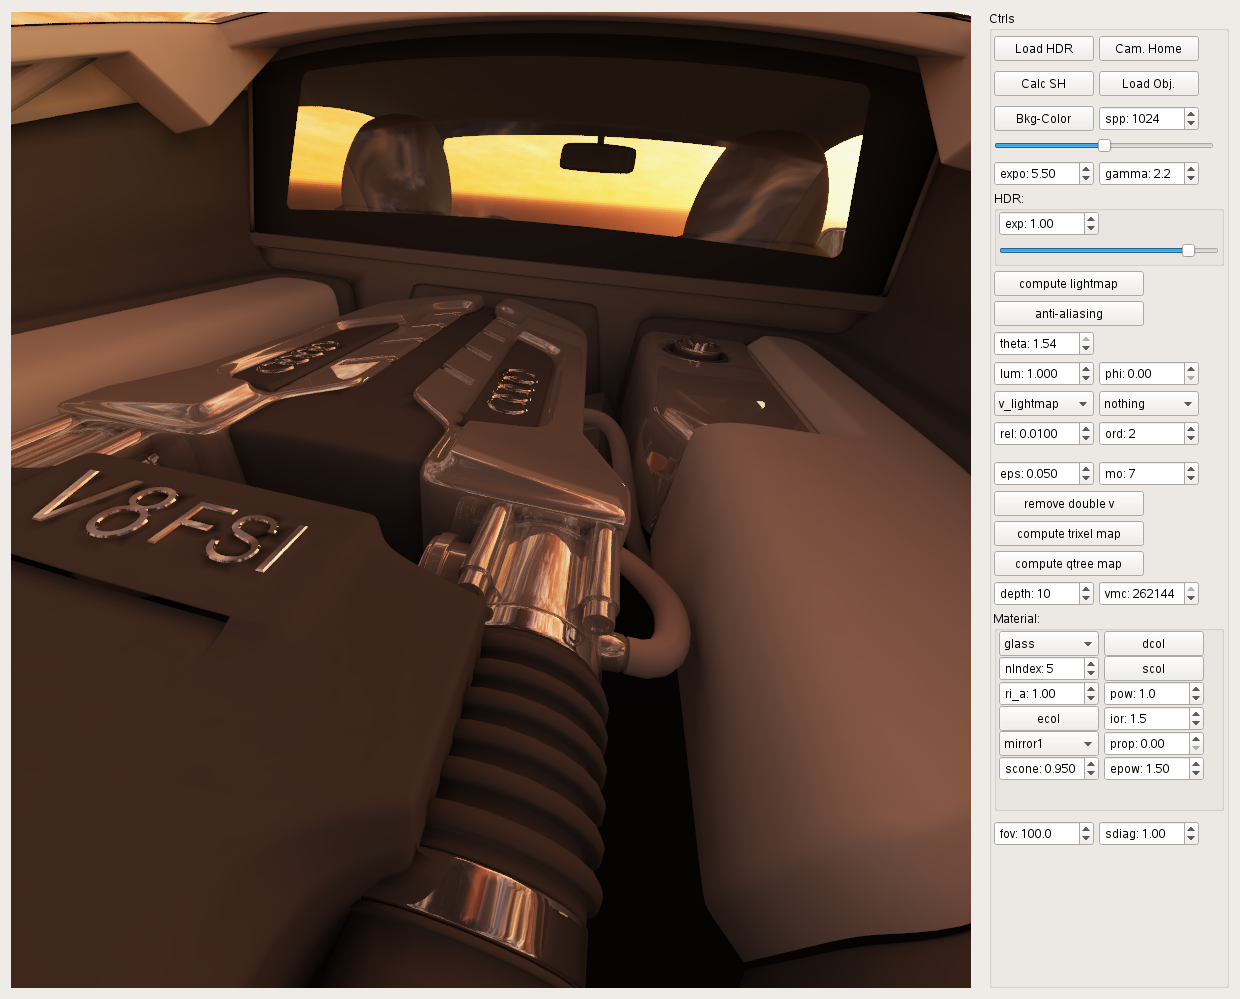 V8FSI
Ctrls
Load HDR Cam. Home
Calc SH Load Obj.
Bkg-Color spp: 1024
expo: 5.50 gamma: 2.2
HDR:
exp: 1.00
compute lightmap
anti-aliasing
theta: 1.54
lum: 1.000 phi: 0.00
v_lightmap nothing
rel: 0.0100 ord: 2
eps: 0.050 mo: 7
remove double v
compute trixel map
compute qtree map
depth: 10 vmc: 262144
Material:
glass dcol
nIndex: 5 scol
ri_a: 1.00 pow: 1.0
ecol ior: 1.5
mirror1 prop: 0.00
scone: 0.950 epow: 1.50
fov: 100.0 sdiag: 1.00